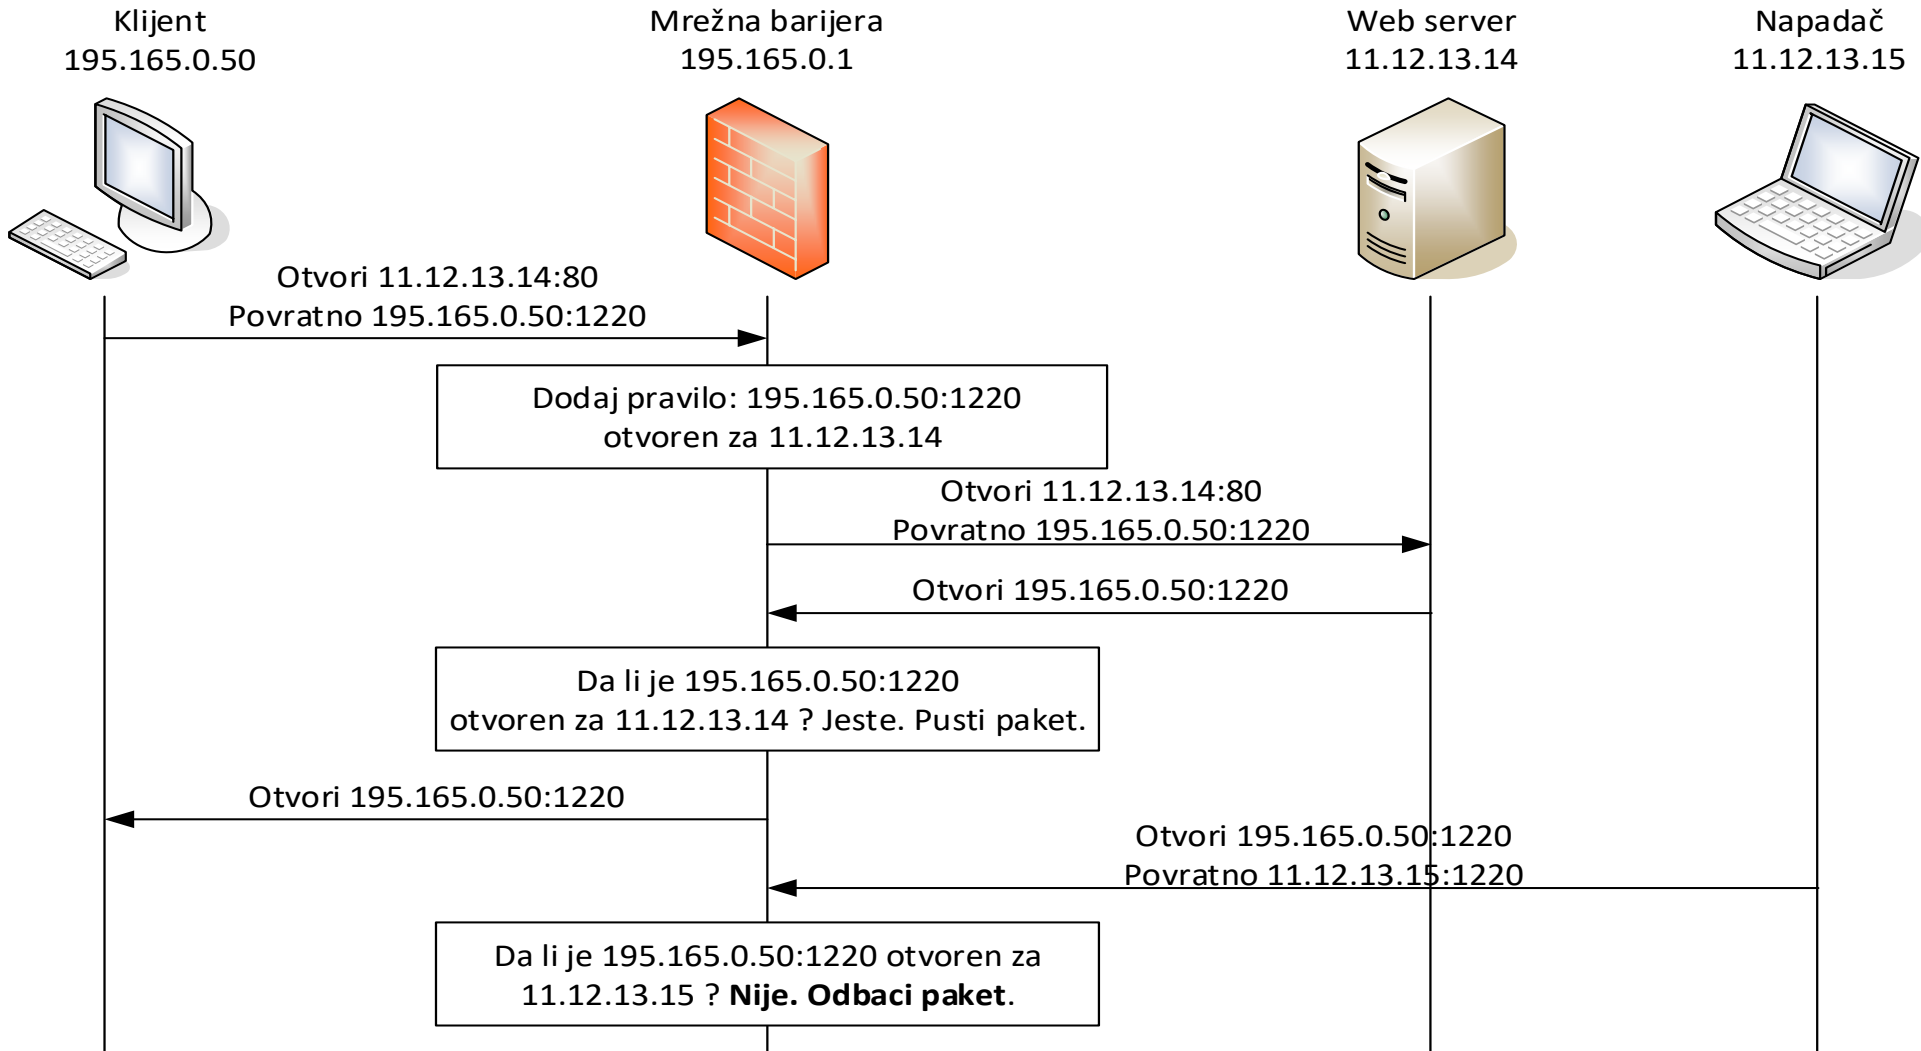 Klijent
195.165.0.50
Mrežna barijera
195.165.0.1
Web server
11.12.13.14
Napadač
11.12.13.15
Otvori 11.12.13.14:80
Povratno 195.165.0.50:1220
Dodaj pravilo: 195.165.0.50:1220
otvoren za 11.12.13.14
Otvori 11.12.13.14:80
Povratno 195.165.0.50:1220
Otvori 195.165.0.50:1220
Da li je 195.165.0.50:1220
otvoren za 11.12.13.14 ? Jeste. Pusti paket.
Otvori 195.165.0.50:1220
Otvori 195.165.0.50:1220
Povratno 11.12.13.15:1220
Da li je 195.165.0.50:1220 otvoren za
11.12.13.15 ? Nije. Odbaci paket.